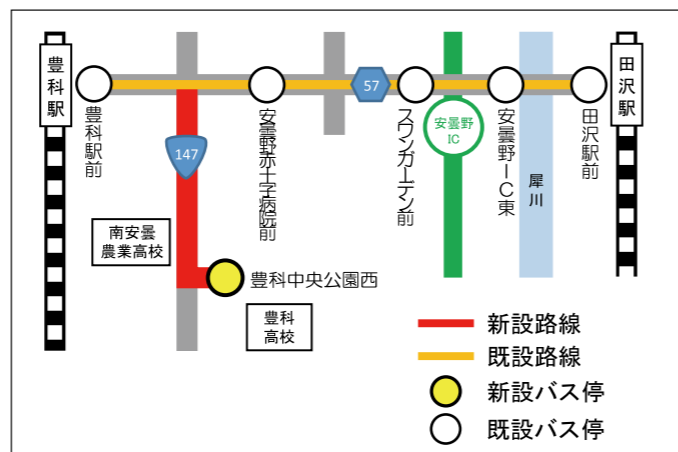 豊科駅
田沢駅
57
147
安曇野
IC
豊科駅前
安曇野赤十字病院前
スワンガーデン前
安曇野IC東
犀川
田沢駅前
南安曇
農業高校
豊科中央公園西
豊科
高校
新設路線
既設路線
新設バス停
既設バス停